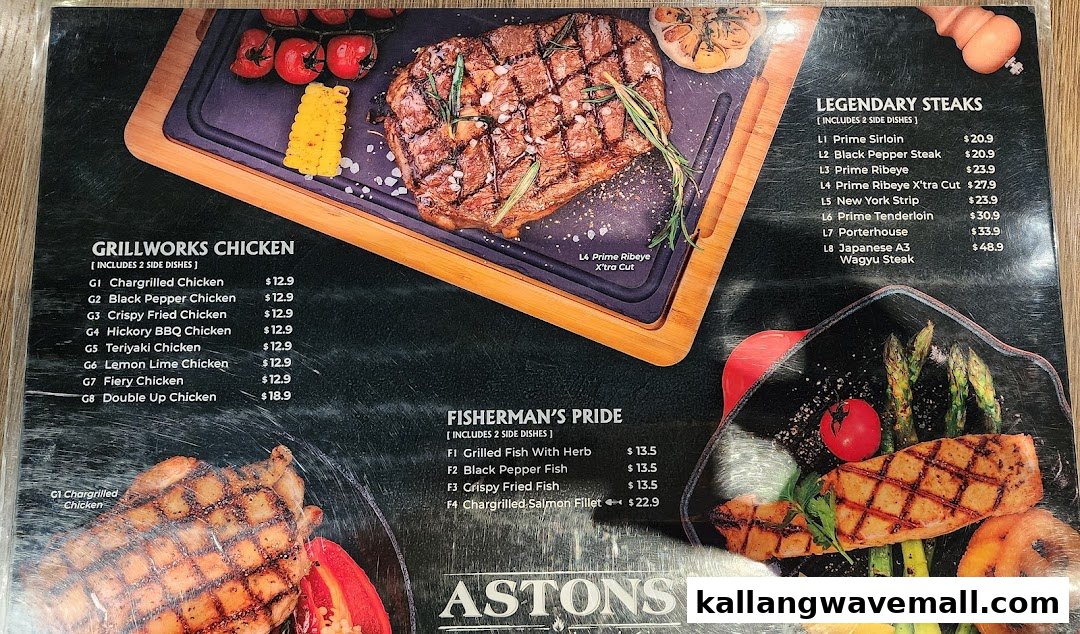 LEGENDARY STEAKS
[ INCLUDES 2 SIDE DISHES ]
L1 Prime Sirloin $20.9
L2 Black Pepper Steak $20.9
L3 Prime Ribeye $23.9
L4 Prime Ribeye X'tra Cut $27.9
L5 New York Strip $23.9
L6 Prime Tenderloin $30.9
L7 Porterhouse $33.9
L8 Japanese A3 $48.9
Wagyu Steak
L4 Prime Ribeye
X'tra Cut
GRILLWORKS CHICKEN
[ INCLUDES 2 SIDE DISHES ]
G1 Chargrilled Chicken $12.9
G2 Black Pepper Chicken $12.9
G3 Crispy Fried Chicken $12.9
G4 Hickory BBQ Chicken $12.9
G5 Teriyaki Chicken $12.9
G6 Lemon Lime Chicken $12.9
G7 Fiery Chicken $12.9
G8 Double Up Chicken $18.9
G1 Chargrilled
Chicken
FISHERMAN'S PRIDE
[ INCLUDES 2 SIDE DISHES ]
F1 Grilled Fish With Herb $13.5
F2 Black Pepper Fish $13.5
F3 Crispy Fried Fish $13.5
F4 Chargrilled Salmon Fillet $22.9
ASTONS
kallangwavemall.com